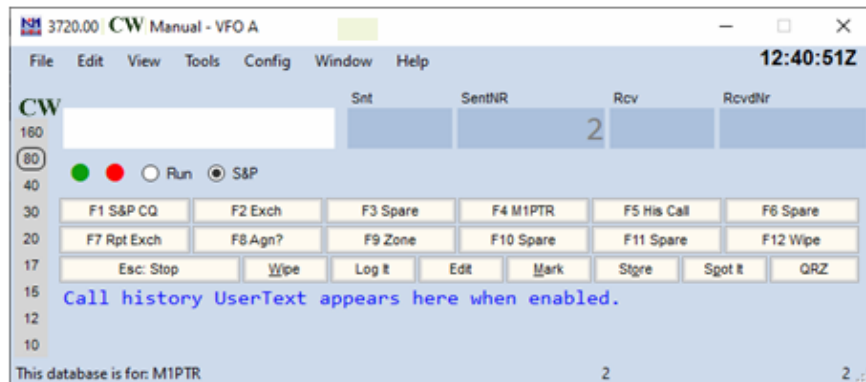 3720.00 CW Manual - VFO A
File Edit View Tools Config Window Help 12:40:51Z
CW Snt SentNR Rcv RcvdNr
160 2
80 Run S&P
40
30 F1 S&P CQ F2 Exch F3 Spare F4 M1PTR F5 His Call F6 Spare
20 F7 Rpt Exch F8 Agn? F9 Zone F10 Spare F11 Spare F12 Wipe
17 Esc: Stop Wipe Log It Edit Mark Store Spot It QRZ
15 Call history UserText appears here when enabled.
12
10
This database is for: M1PTR 2 2